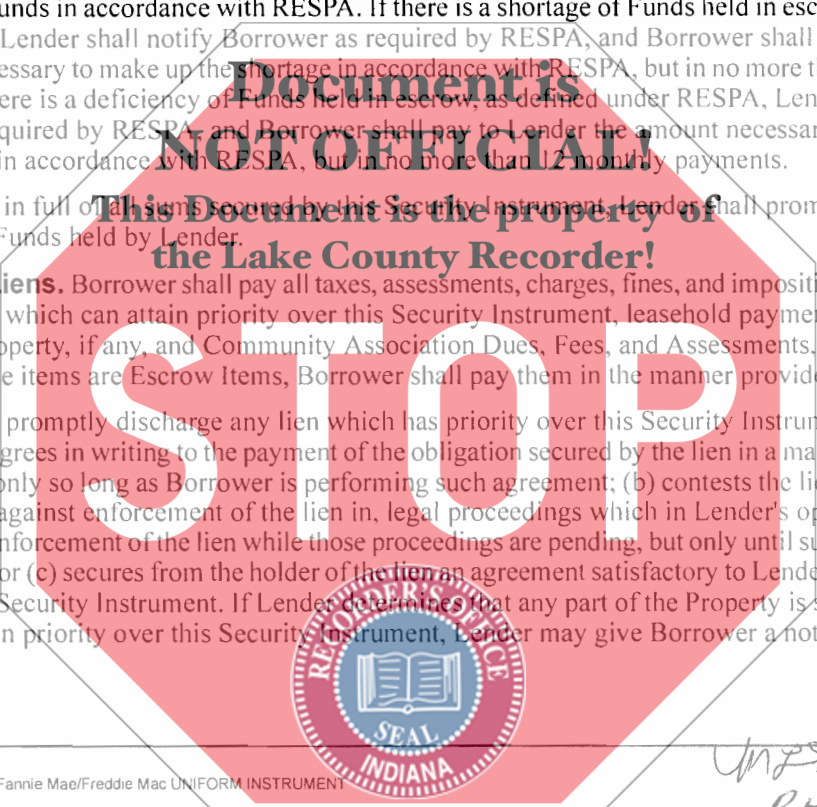 unds in accordance with RESPA. If there is a shortage of Funds held in esc
Lender shall notify Borrower as required by RESPA, and Borrower shall
essary to make up the shortage in accordance with RESPA, but in no more th
Document is
ere is a deficiency of Funds held in escrow, as defined under RESPA, Len
quired by RESPA, and Borrower shall pay to Lender the amount necessar
NOT OFFICIAL!
in accordance with RESPA, but in no more than 12 monthly payments.
This Document is the property of
in full of all sums secured by this Security Instrument, Lender shall prom
Funds held by Lender.
the Lake County Recorder!
iens. Borrower shall pay all taxes, assessments, charges, fines, and impositi
which can attain priority over this Security Instrument, leasehold payme
operty, if any, and Community Association Dues, Fees, and Assessments,
e items are Escrow Items, Borrower shall pay them in the manner provide
STOP
promptly discharge any lien which has priority over this Security Instrum
grees in writing to the payment of the obligation secured by the lien in a ma
only so long as Borrower is performing such agreement; (b) contests the lie
against enforcement of the lien in, legal proceedings which in Lender's op
nforcement of the lien while those proceedings are pending, but only until su
or (c) secures from the holder of the lien an agreement satisfactory to Lende
Security Instrument. If Lender determines that any part of the Property is s
n priority over this Security Instrument, Lender may give Borrower a not
RECORDER'S OFFICE
SEAL
INDIANA
Fannie Mae/Freddie Mac UNIFORM INSTRUMENT